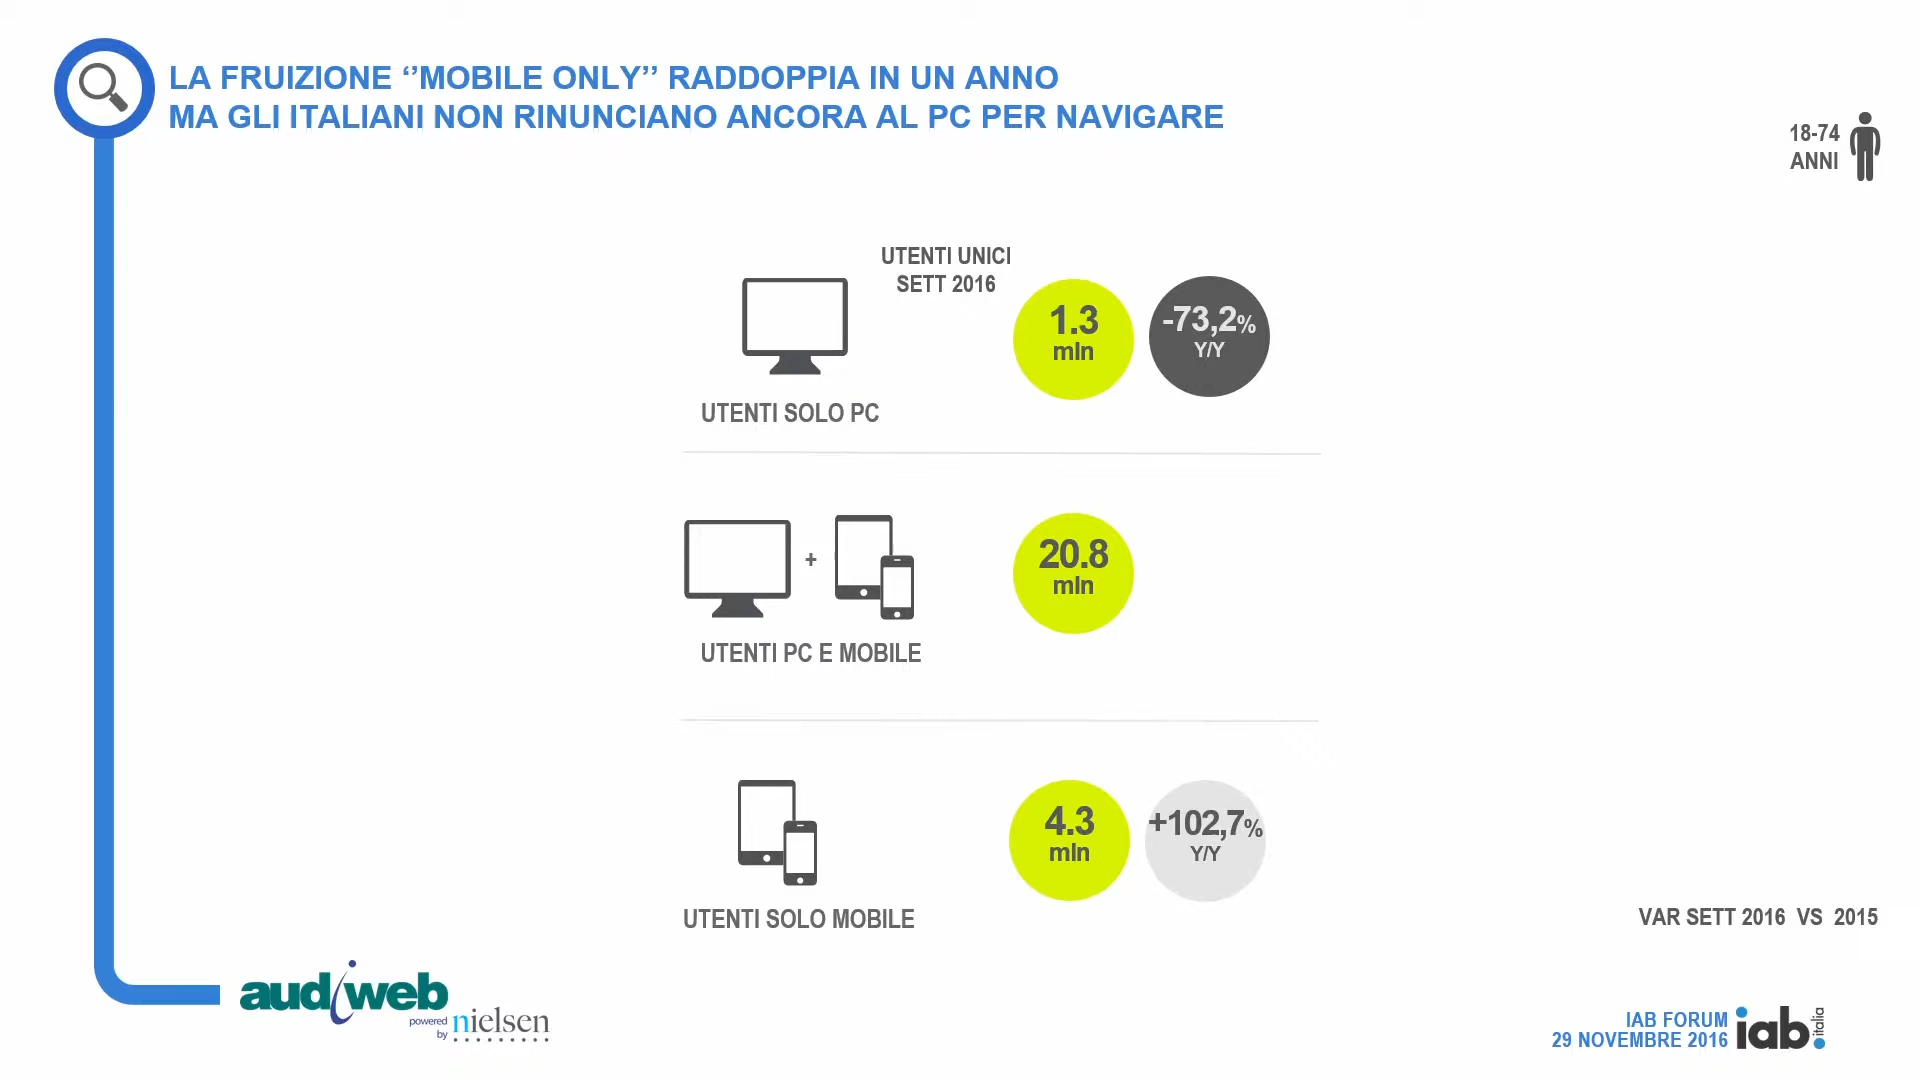 LA FRUIZIONE ‘’MOBILE ONLY’’ RADDOPPIA IN UN ANNO
MA GLI ITALIANI NON RINUNCIANO ANCORA AL PC PER NAVIGARE
18-74
ANNI
UTENTI UNICI
SETT 2016
1.3
mln
-73,2%
Y/Y
UTENTI SOLO PC
+
20.8
mln
UTENTI PC E MOBILE
4.3
mln
+102,7%
Y/Y
UTENTI SOLO MOBILE
VAR SETT 2016 VS 2015
audiweb
powered
by
nielsen
IAB FORUM
29 NOVEMBRE 2016
iab.
italia